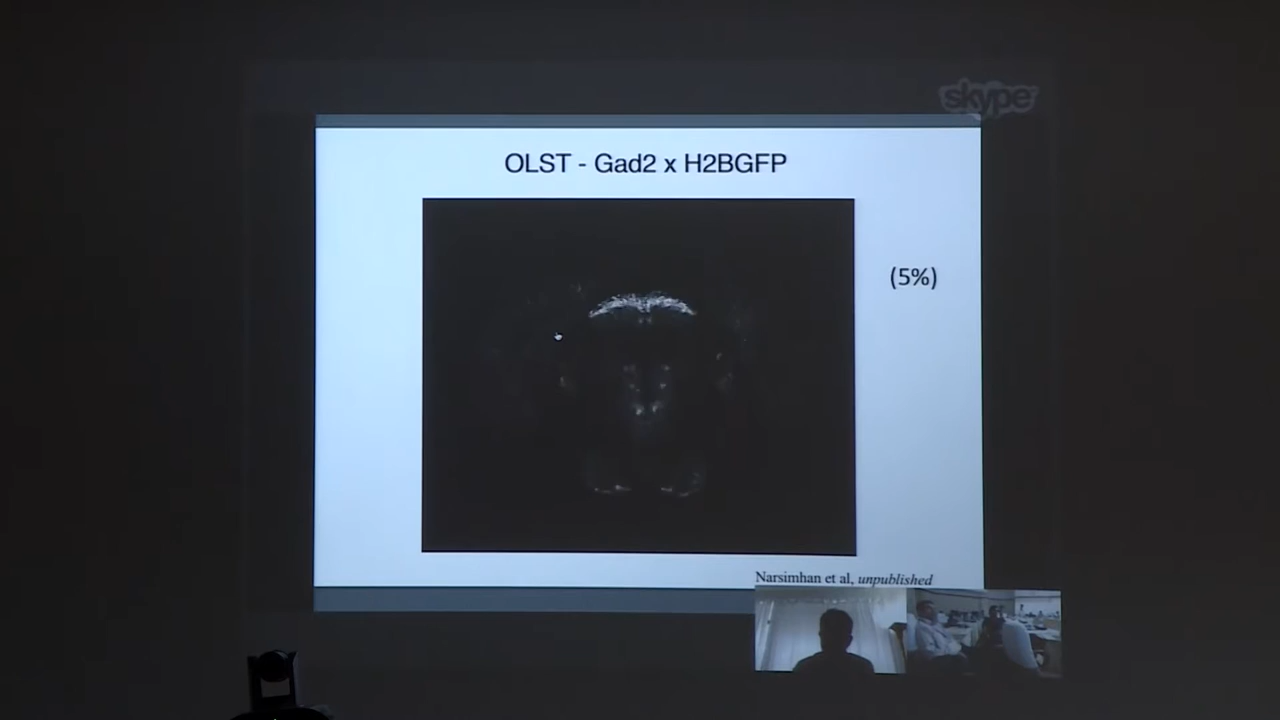 skype
OLST - Gad2 x H2BGFP
(5%)
Narsimhan et al, unpublished